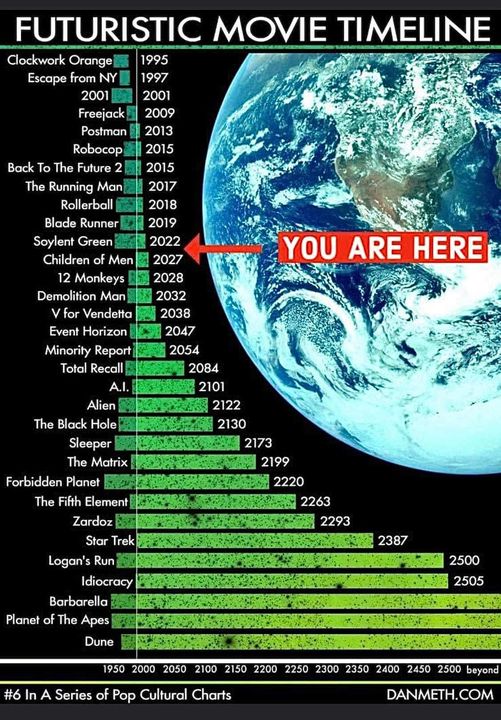 FUTURISTIC MOVIE TIMELINE
Clockwork Orange 1995
Escape from NY 1997
2001 2001
Freejack 2009
Postman 2013
Robocop 2015
Back To The Future 2 2015
The Running Man 2017
Rollerball 2018
Blade Runner 2019
Soylent Green 2022
YOU ARE HERE
Children of Men 2027
12 Monkeys 2028
Demolition Man 2032
V for Vendetta 2038
Event Horizon 2047
Minority Report 2054
Total Recall 2084
A.I. 2101
Alien 2122
The Black Hole 2130
Sleeper 2173
The Matrix 2199
Forbidden Planet 2220
The Fifth Element 2263
Zardoz 2293
Star Trek 2387
Logan's Run 2500
Idiocracy 2505
Barbarella
Planet of The Apes
Dune
1950 2000 2050 2100 2150 2200 2250 2300 2350 2400 2450 2500 beyond
#6 In A Series of Pop Cultural Charts DANMETH.COM